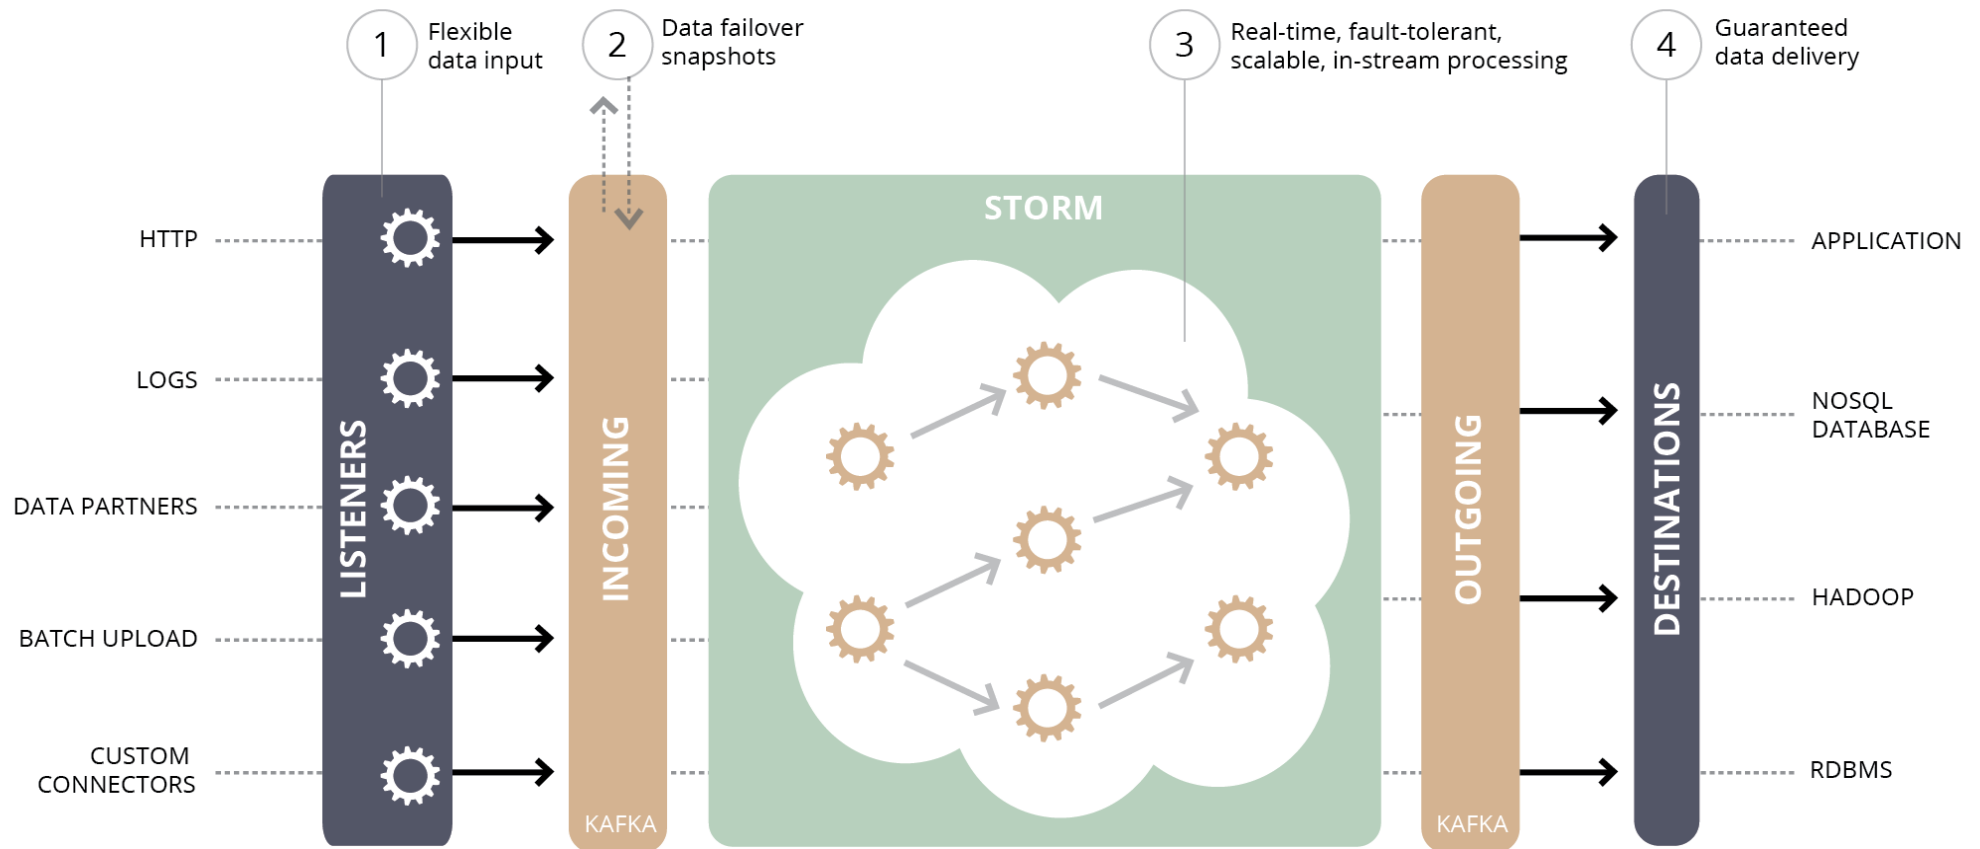 1
Flexible
data input
2
Data failover
snapshots
3
Real-time, fault-tolerant,
scalable, in-stream processing
4
Guaranteed
data delivery
HTTP
LOGS
DATA PARTNERS
BATCH UPLOAD
CUSTOM
CONNECTORS
LISTENERS
INCOMING
KAFKA
STORM
OUTGOING
KAFKA
DESTINATIONS
APPLICATION
NOSQL
DATABASE
HADOOP
RDBMS